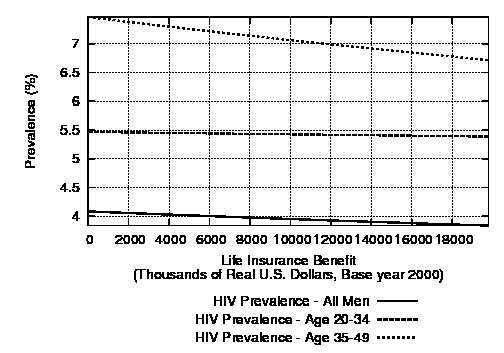 7
6.5
6
5.5
5
4.5
4
Prevalence (%)
0 2000 4000 6000 8000 10000 12000 14000 16000 18000
Life Insurance Benefit
(Thousands of Real U.S. Dollars, Base year 2000)
HIV Prevalence - All Men
HIV Prevalence - Age 20-34
HIV Prevalence - Age 35-49